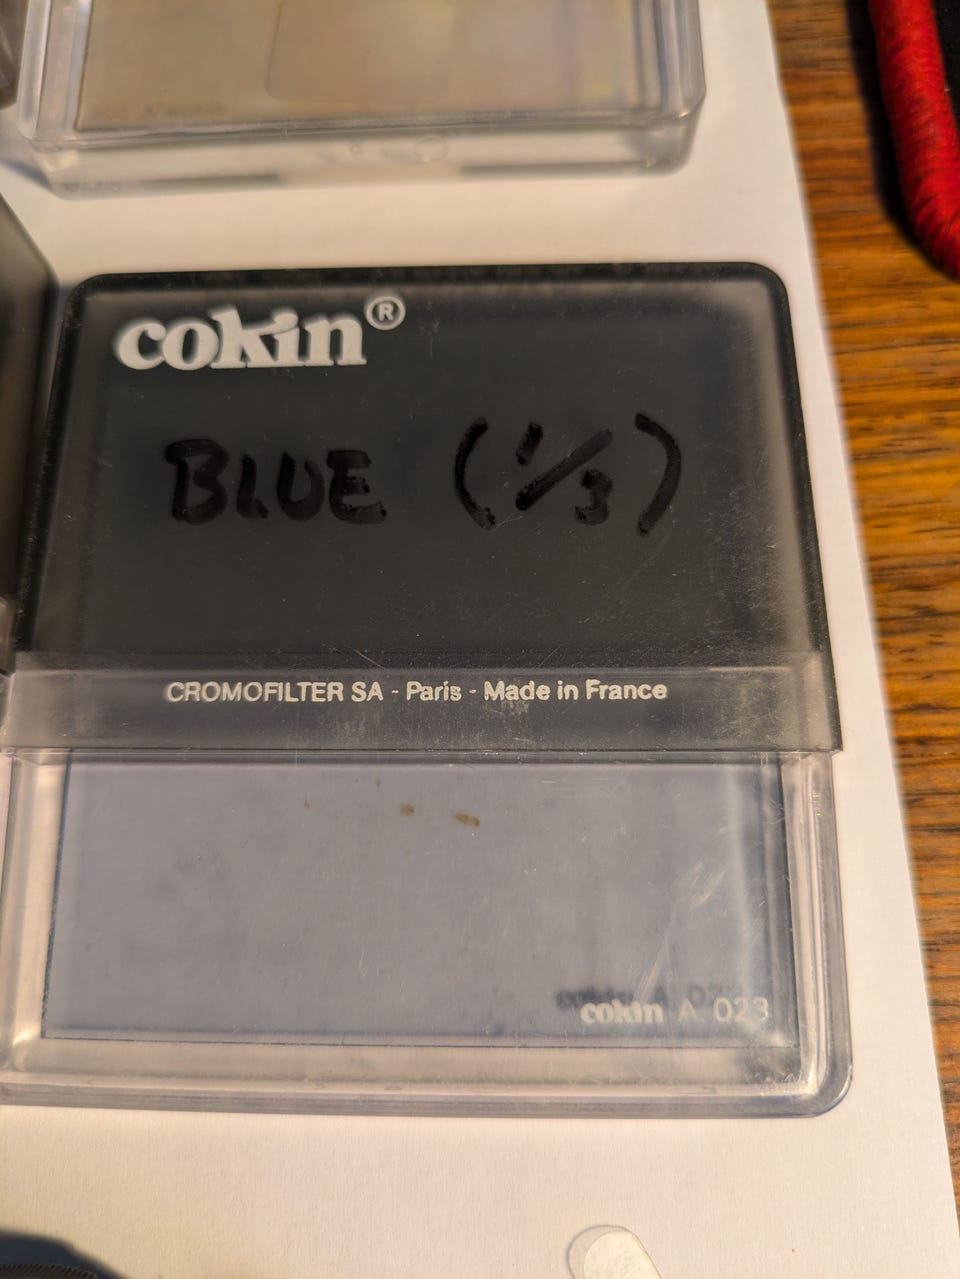 cokin®
BLUE (1/3)
CROMOFILTER SA - Paris - Made in France
cokin A. 023